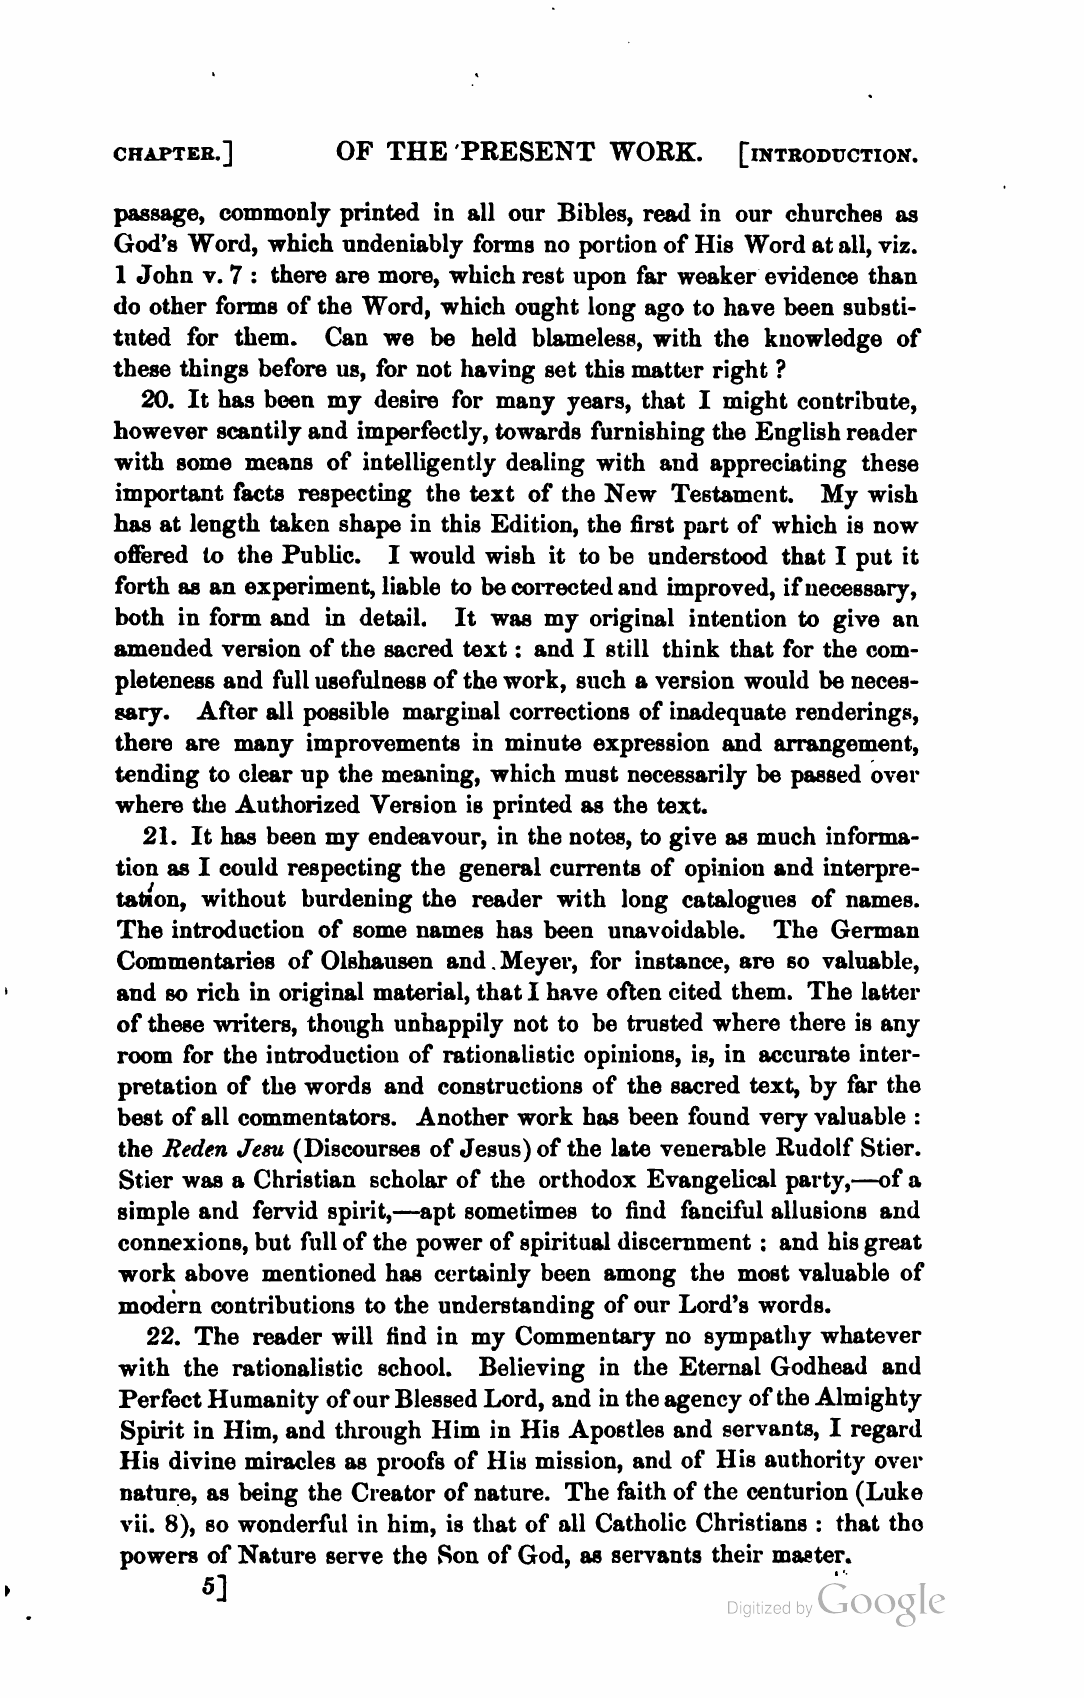 CHAPTER.] OF THE PRESENT WORK. [INTRODUCTION.
passage, commonly printed in all our Bibles, read in our churches as
God's Word, which undeniably forms no portion of His Word at all, viz.
1 John v. 7 : there are more, which rest upon far weaker evidence than
do other forms of the Word, which ought long ago to have been substi-
tuted for them. Can we be held blameless, with the knowledge of
these things before us, for not having set this matter right ?
20. It has been my desire for many years, that I might contribute,
however scantily and imperfectly, towards furnishing the English reader
with some means of intelligently dealing with and appreciating these
important facts respecting the text of the New Testament. My wish
has at length taken shape in this Edition, the first part of which is now
offered to the Public. I would wish it to be understood that I put it
forth as an experiment, liable to be corrected and improved, if necessary,
both in form and in detail. It was my original intention to give an
amended version of the sacred text : and I still think that for the com-
pleteness and full usefulness of the work, such a version would be neces-
sary. After all possible marginal corrections of inadequate renderings,
there are many improvements in minute expression and arrangement,
tending to clear up the meaning, which must necessarily be passed over
where the Authorized Version is printed as the text.
21. It has been my endeavour, in the notes, to give as much informa-
tion as I could respecting the general currents of opinion and interpre-
tation, without burdening the reader with long catalogues of names.
The introduction of some names has been unavoidable. The German
Commentaries of Olshausen and Meyer, for instance, are so valuable,
and so rich in original material, that I have often cited them. The latter
of these writers, though unhappily not to be trusted where there is any
room for the introduction of rationalistic opinions, is, in accurate inter-
pretation of the words and constructions of the sacred text, by far the
best of all commentators. Another work has been found very valuable :
the Reden Jesu (Discourses of Jesus) of the late venerable Rudolf Stier.
Stier was a Christian scholar of the orthodox Evangelical party,—of a
simple and fervid spirit,—apt sometimes to find fanciful allusions and
connexions, but full of the power of spiritual discernment : and his great
work above mentioned has certainly been among the most valuable of
modern contributions to the understanding of our Lord's words.
22. The reader will find in my Commentary no sympathy whatever
with the rationalistic school. Believing in the Eternal Godhead and
Perfect Humanity of our Blessed Lord, and in the agency of the Almighty
Spirit in Him, and through Him in His Apostles and servants, I regard
His divine miracles as proofs of His mission, and of His authority over
nature, as being the Creator of nature. The faith of the centurion (Luke
vii. 8), so wonderful in him, is that of all Catholic Christians : that the
powers of Nature serve the Son of God, as servants their master.
5]
Digitized by Google